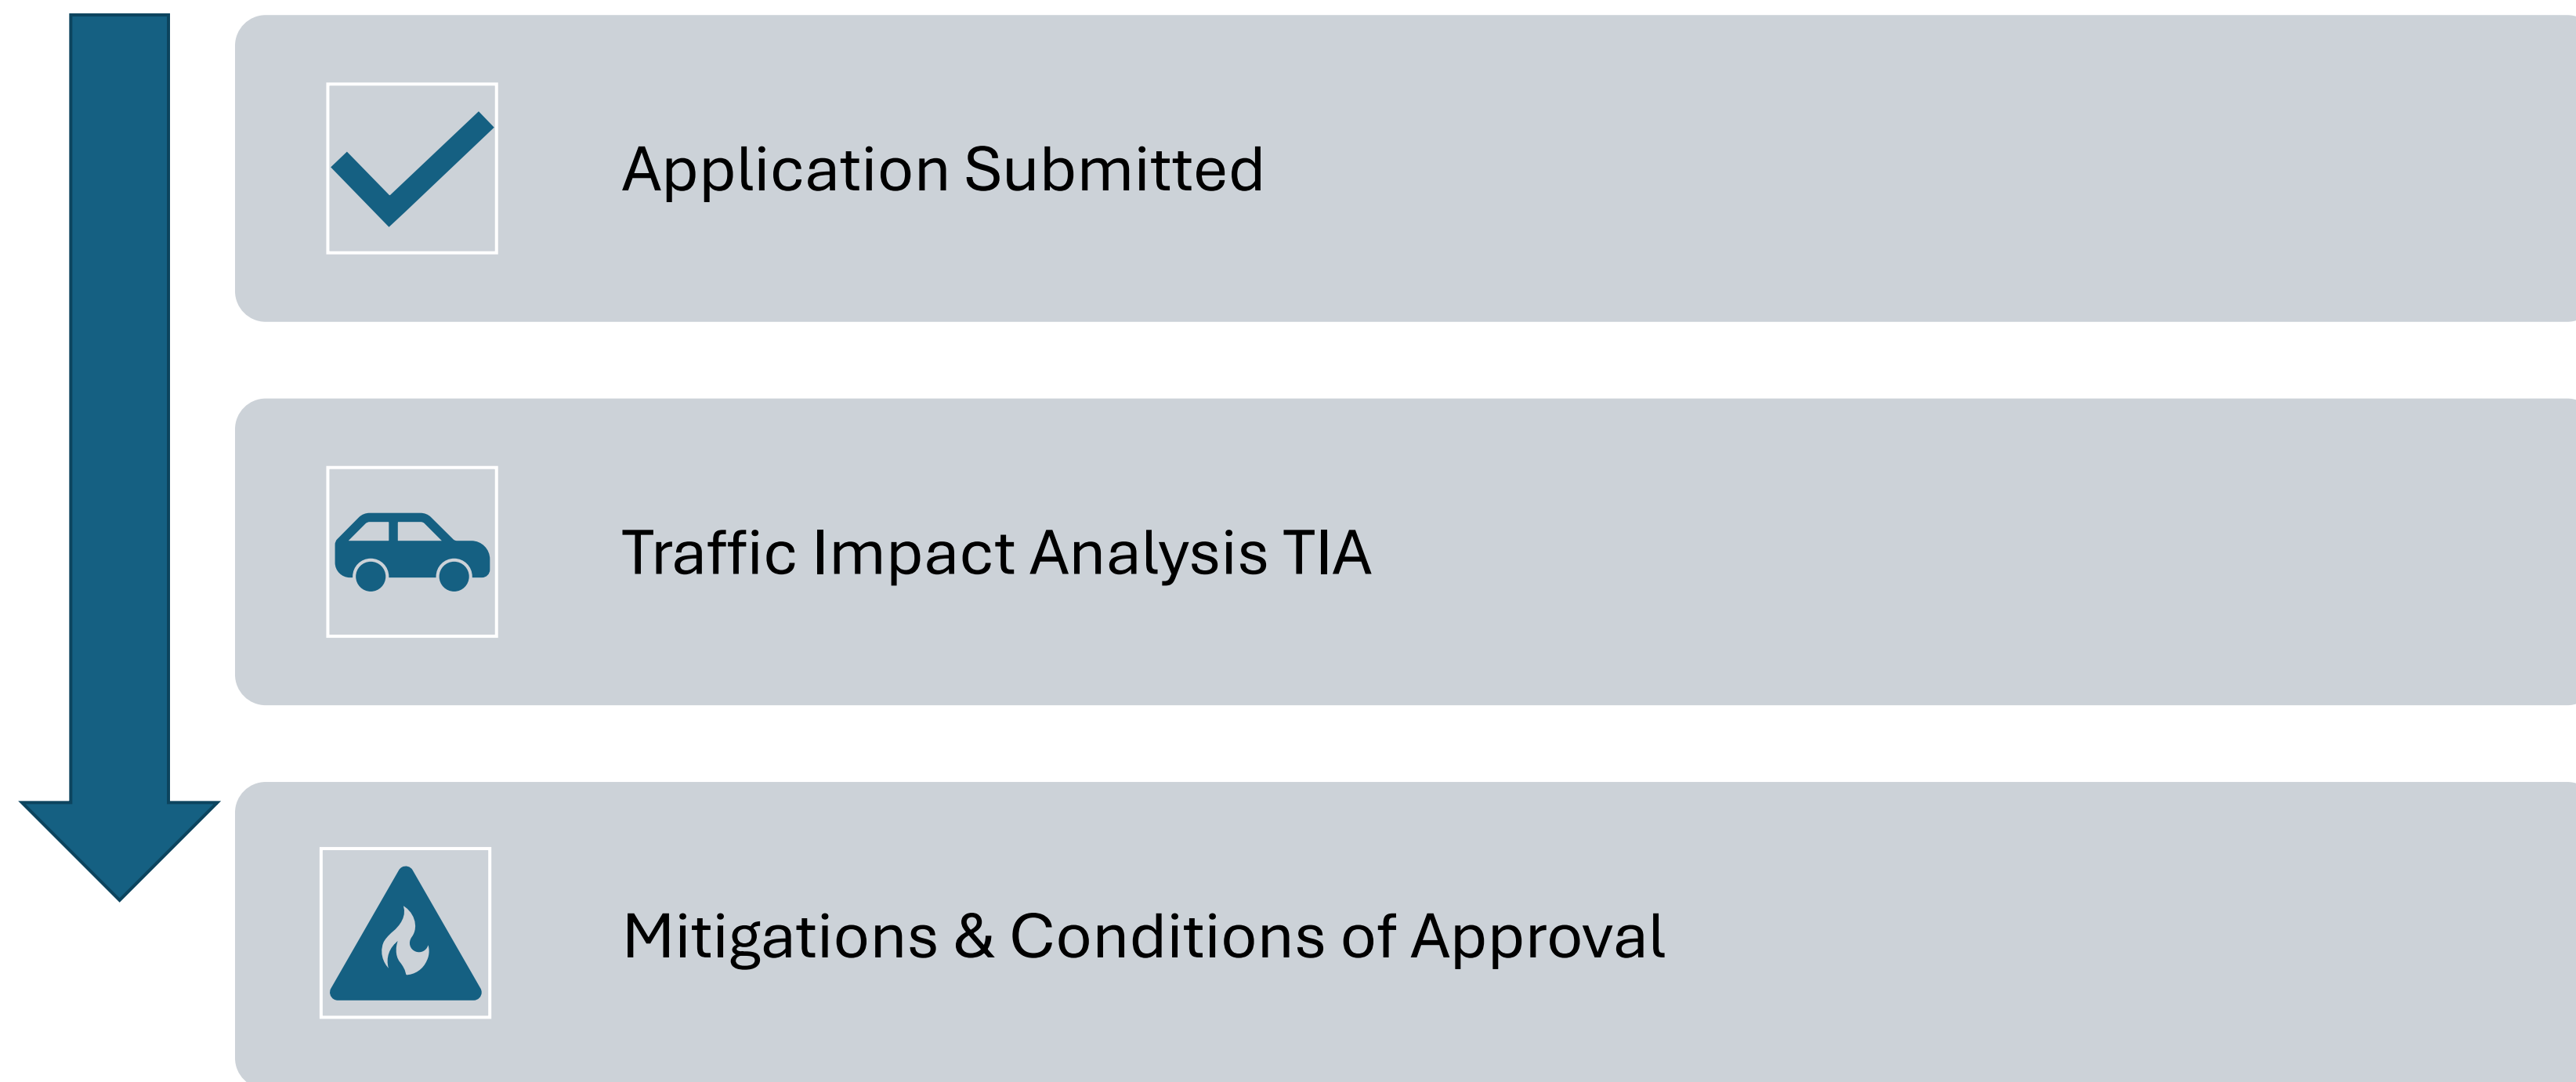 Application Submitted
Traffic Impact Analysis TIA
Mitigations & Conditions of Approval